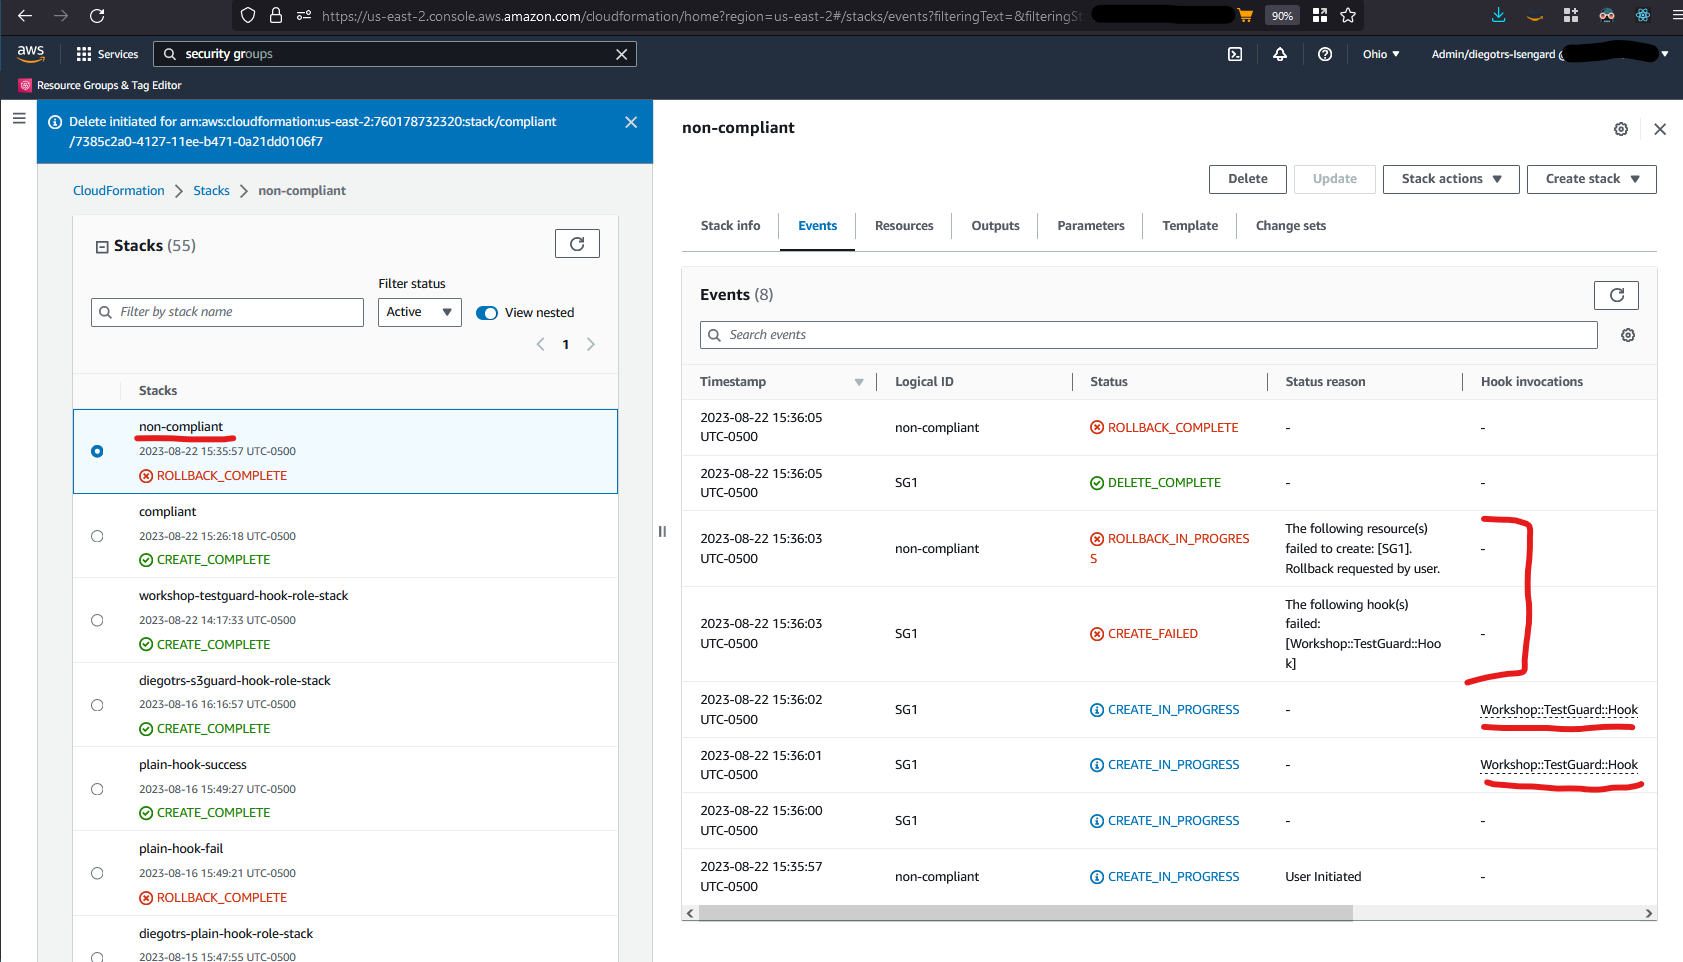 https://us-east-2.console.aws.amazon.com/cloudformation/home?region=us-east-2#/stacks/events?filteringText=&filteringSt
90%
aws
Services
security groups
Ohio
Admin/diegotrs-Isengard @
Resource Groups & Tag Editor
Delete initiated for arn:aws:cloudformation:us-east-2:760178732320:stack/compliant
/7385c2a0-4127-11ee-b471-0a21dd0106f7
CloudFormation
Stacks
non-compliant
Stacks (55)
Filter status
Filter by stack name
Active
View nested
1
Stacks
non-compliant
2023-08-22 15:35:57 UTC-0500
ROLLBACK_COMPLETE
compliant
2023-08-22 15:26:18 UTC-0500
CREATE_COMPLETE
workshop-testguard-hook-role-stack
2023-08-22 14:17:33 UTC-0500
CREATE_COMPLETE
diegotrs-s3guard-hook-role-stack
2023-08-16 16:16:57 UTC-0500
CREATE_COMPLETE
plain-hook-success
2023-08-16 15:49:27 UTC-0500
CREATE_COMPLETE
plain-hook-fail
2023-08-16 15:49:21 UTC-0500
ROLLBACK_COMPLETE
diegotrs-plain-hook-role-stack
2023-08-15 15:47:55 UTC-0500
non-compliant
Delete
Update
Stack actions
Create stack
Stack info
Events
Resources
Outputs
Parameters
Template
Change sets
Events (8)
Search events
Timestamp
Logical ID
Status
Status reason
Hook invocations
2023-08-22 15:36:05
UTC-0500
non-compliant
ROLLBACK_COMPLETE
-
-
2023-08-22 15:36:05
UTC-0500
SG1
DELETE_COMPLETE
-
-
2023-08-22 15:36:03
UTC-0500
non-compliant
ROLLBACK_IN_PROGRES
S
The following resource(s)
failed to create: [SG1].
Rollback requested by user.
-
2023-08-22 15:36:03
UTC-0500
SG1
CREATE_FAILED
The following hook(s)
failed:
[Workshop::TestGuard::Hoo
k]
-
2023-08-22 15:36:02
UTC-0500
SG1
CREATE_IN_PROGRESS
-
Workshop::TestGuard::Hook
2023-08-22 15:36:01
UTC-0500
SG1
CREATE_IN_PROGRESS
-
Workshop::TestGuard::Hook
2023-08-22 15:36:00
UTC-0500
SG1
CREATE_IN_PROGRESS
-
-
2023-08-22 15:35:57
UTC-0500
non-compliant
CREATE_IN_PROGRESS
User Initiated
-